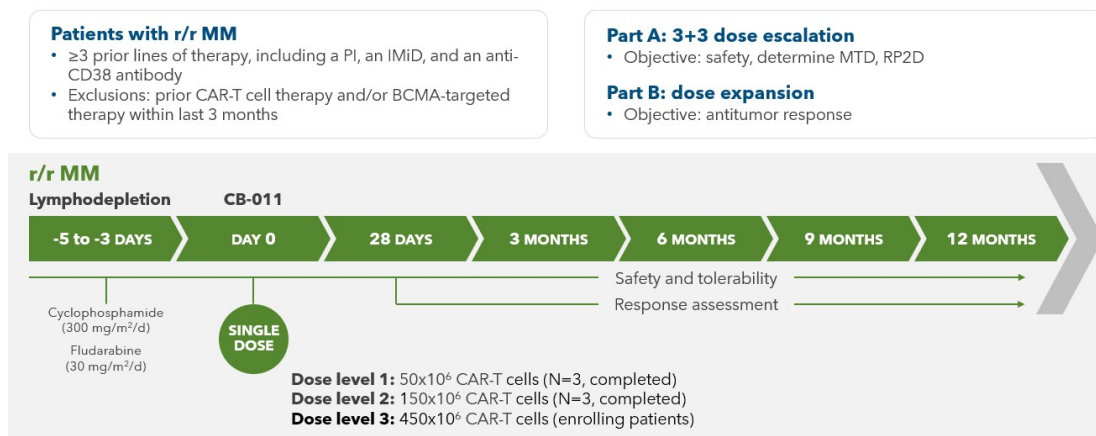 Patients with r/r MM
• ≥3 prior lines of therapy, including a PI, an IMiD, and an anti-
CD38 antibody
• Exclusions: prior CAR-T cell therapy and/or BCMA-targeted
therapy within last 3 months
Part A: 3+3 dose escalation
• Objective: safety, determine MTD, RP2D
Part B: dose expansion
• Objective: antitumor response
r/r MM
Lymphodepletion
CB-011
-5 to -3 DAYS
DAY 0
28 DAYS
3 MONTHS
6 MONTHS
9 MONTHS
12 MONTHS
Safety and tolerability
Response assessment
Cyclophosphamide
(300 mg/m²/d)
Fludarabine
(30 mg/m²/d)
SINGLE
DOSE
Dose level 1: 50x10⁶ CAR-T cells (N=3, completed)
Dose level 2: 150x10⁶ CAR-T cells (N=3, completed)
Dose level 3: 450x10⁶ CAR-T cells (enrolling patients)